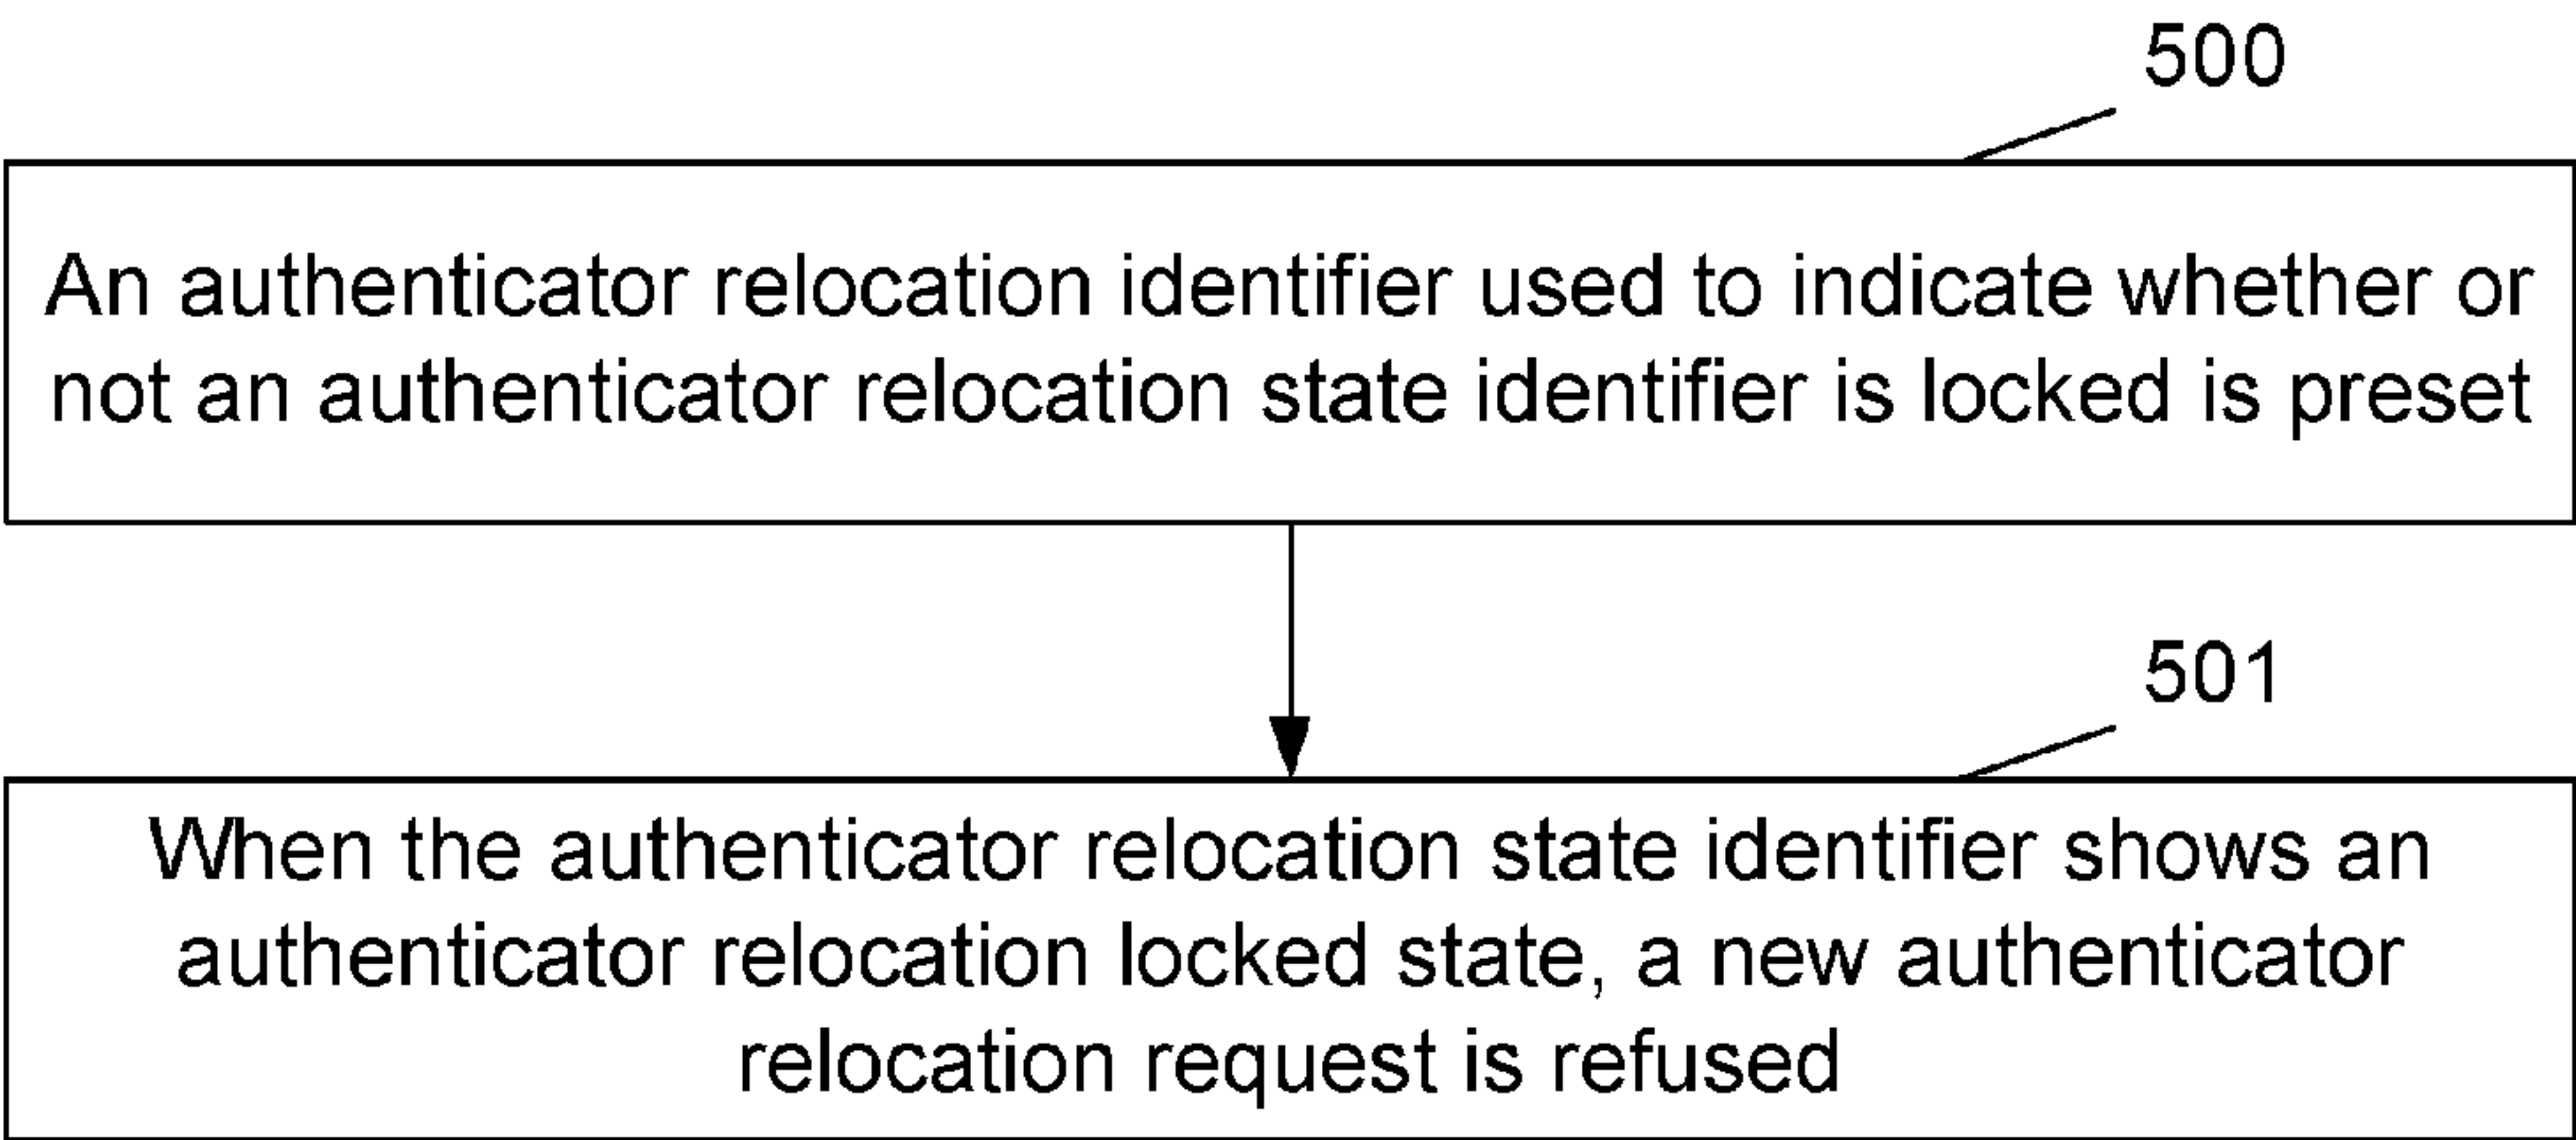 500
An authenticator relocation identifier used to indicate whether or
not an authenticator relocation state identifier is locked is preset
501
When the authenticator relocation state identifier shows an
authenticator relocation locked state, a new authenticator
relocation request is refused